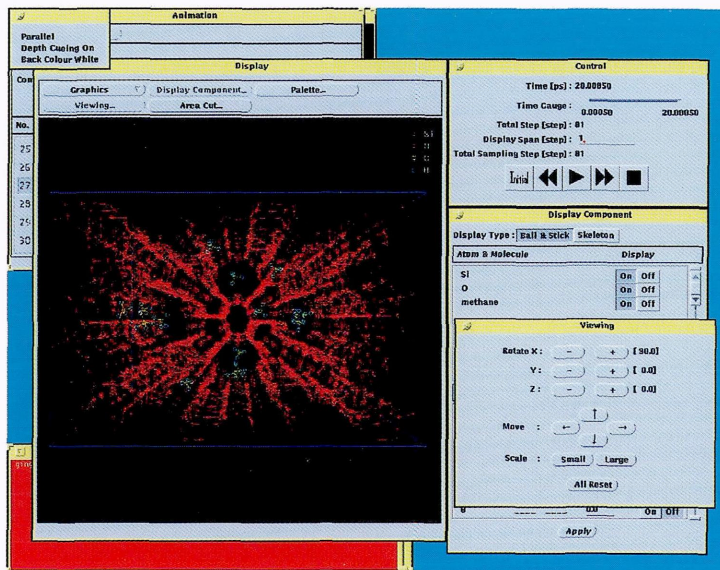 Animation
Parallel
Depth Cueing On
Back Colour White
No.
25
26
27
28
29
30
Display
Graphics Display Component... Palette...
Viewing... Area Cut...
Si
H
Control
Time [ps] : 20.00050
Time Gauge :
0.00050 20.00050
Total Step [step] : 81
Display Span [step] : 1
Total Sampling Step [step] : 81
Initial
Display Component
Display Type : Ball & Stick Skeleton
Atom & Molecule Display
Si On Off
O On Off
methane On Off
Viewing
Rotate X : - + [ 90.0]
Y : - + [ 0.0]
Z : - + [ 0.0]
Move : ← ↑ → ↓
Scale : Small Large
All Reset
0.0 On Off
Apply